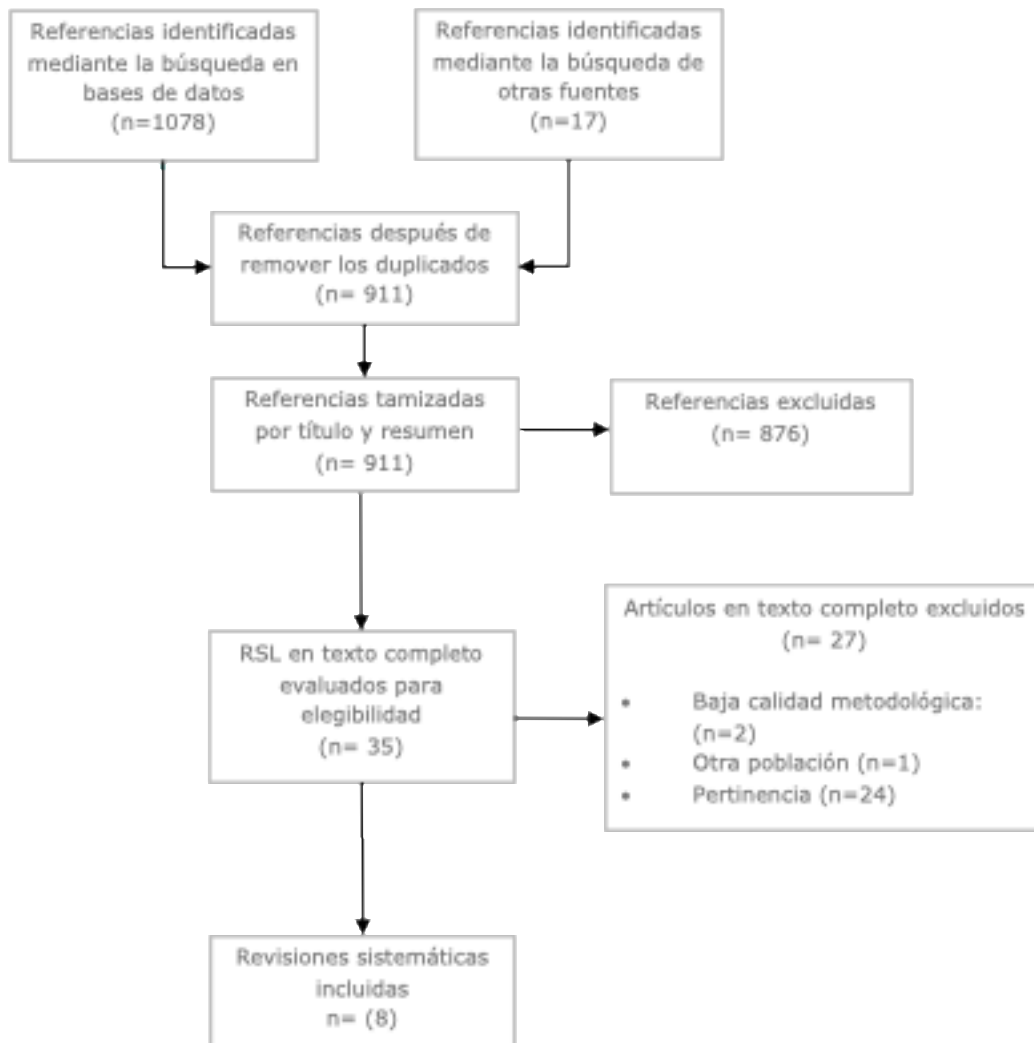 Referencias identificadas
mediante la búsqueda en
bases de datos
(n=1078)
Referencias identificadas
mediante la búsqueda de
otras fuentes
(n=17)
Referencias después de
remover los duplicados
(n= 911)
Referencias tamizadas
por título y resumen
(n= 911)
Referencias excluidas
(n= 876)
RSL en texto completo
evaluados para
elegibilidad
(n= 35)
Artículos en texto completo excluidos
(n= 27)
• Baja calidad metodológica:
(n=2)
• Otra población (n=1)
• Pertinencia (n=24)
Revisiones sistemáticas
incluidas
n= (8)